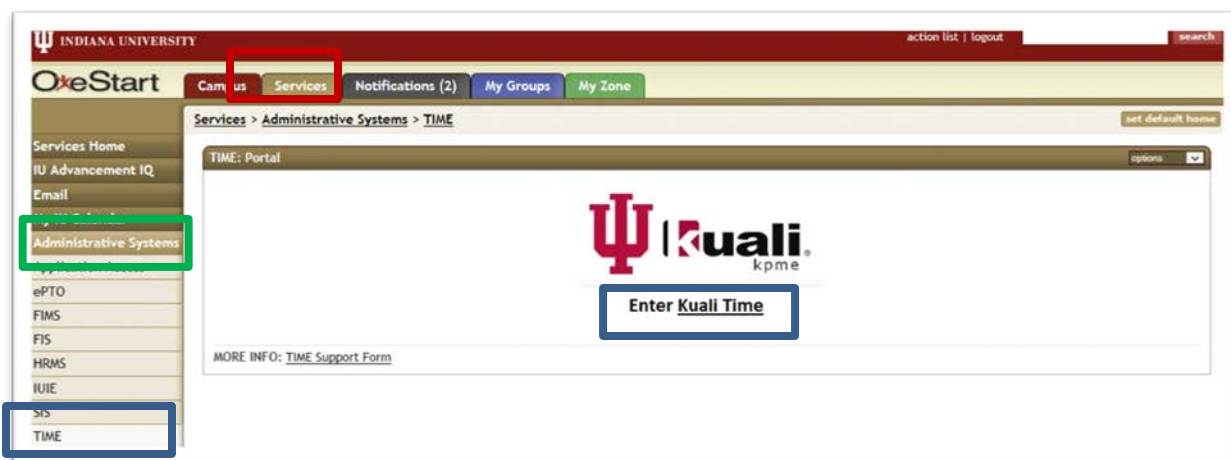 INDIANA UNIVERSITY
action list | logout
search
OneStart
Campus
Services
Notifications (2)
My Groups
My Zone
Services > Administrative Systems > TIME
set default home
Services Home
IU Advancement IQ
Email
Administrative Systems
ePTO
FIMS
FIS
HRMS
IUIE
SIS
TIME
TIME: Portal
options
Kuali
kpme
Enter Kuali Time
MORE INFO: TIME Support Form